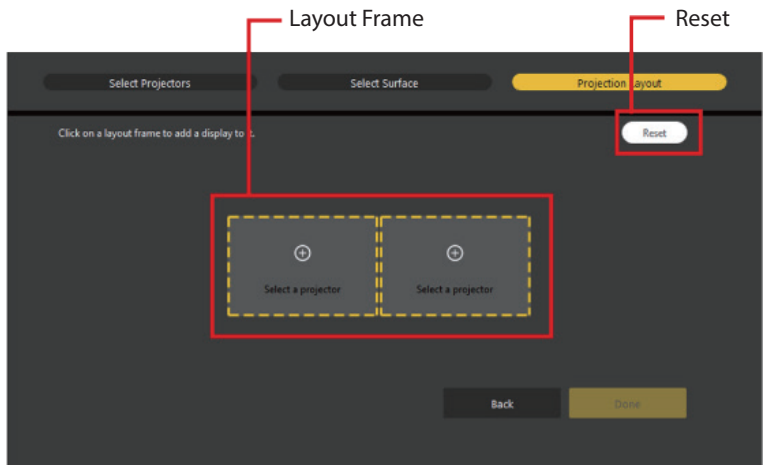 Layout Frame Reset
Select Projectors Select Surface Projection Layout
Click on a layout frame to add a display to it.
Reset
Select a projector Select a projector
Back Done